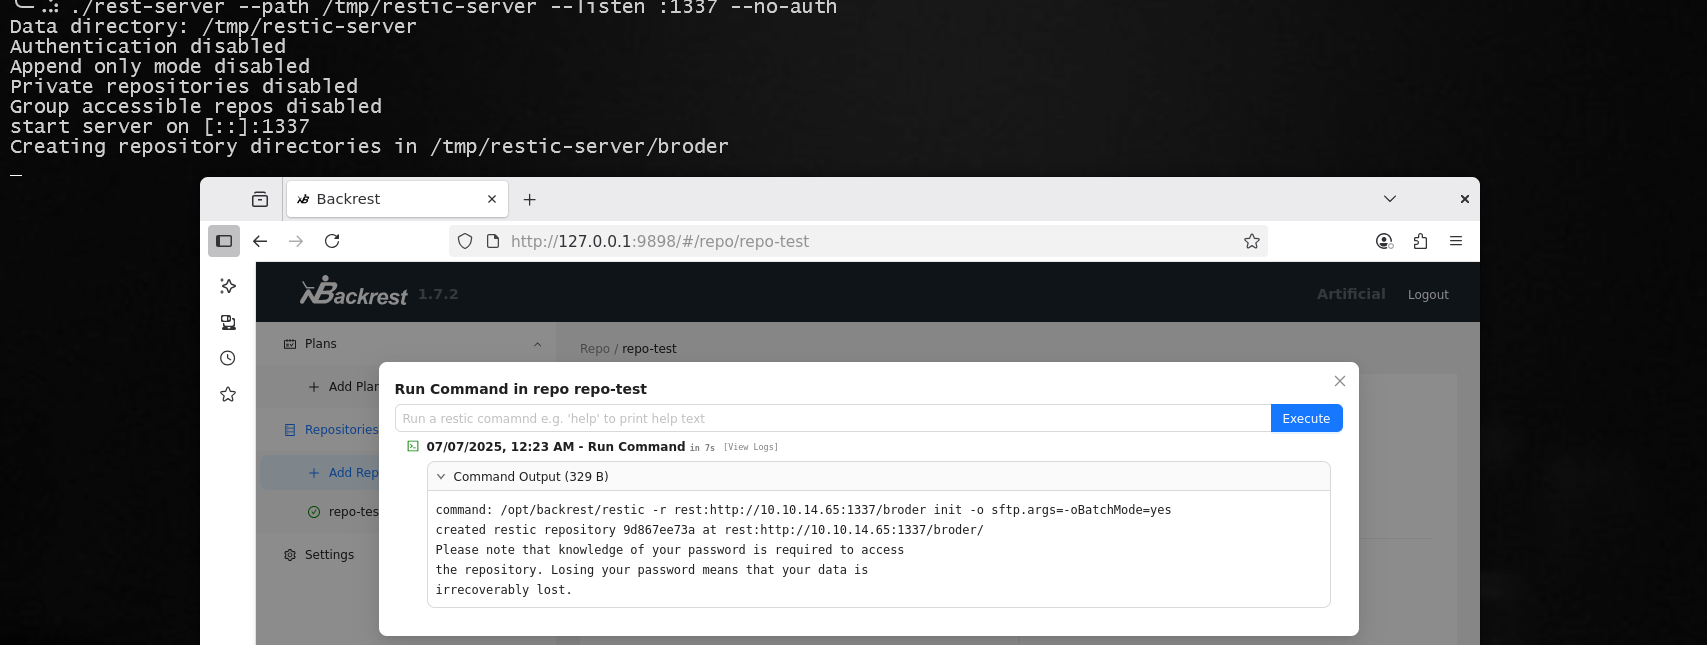 ./rest-server --path /tmp/restic-server --listen :1337 --no-auth
Data directory: /tmp/restic-server
Authentication disabled
Append only mode disabled
Private repositories disabled
Group accessible repos disabled
start server on [::]:1337
Creating repository directories in /tmp/restic-server/broder
Backrest
http://127.0.0.1:9898/#/repo/repo-test
Backrest 1.7.2
Artificial
Logout
Plans
Add Plan
Repositories
Add Rep
repo-tes
Settings
Repo / repo-test
Run Command in repo repo-test
Run a restic comamnd e.g. 'help' to print help text
Execute
07/07/2025, 12:23 AM - Run Command in 7s [View Logs]
Command Output (329 B)
command: /opt/backrest/restic -r rest:http://10.10.14.65:1337/broder init -o sftp.args=-oBatchMode=yes
created restic repository 9d867ee73a at rest:http://10.10.14.65:1337/broder/
Please note that knowledge of your password is required to access
the repository. Losing your password means that your data is
irrecoverably lost.